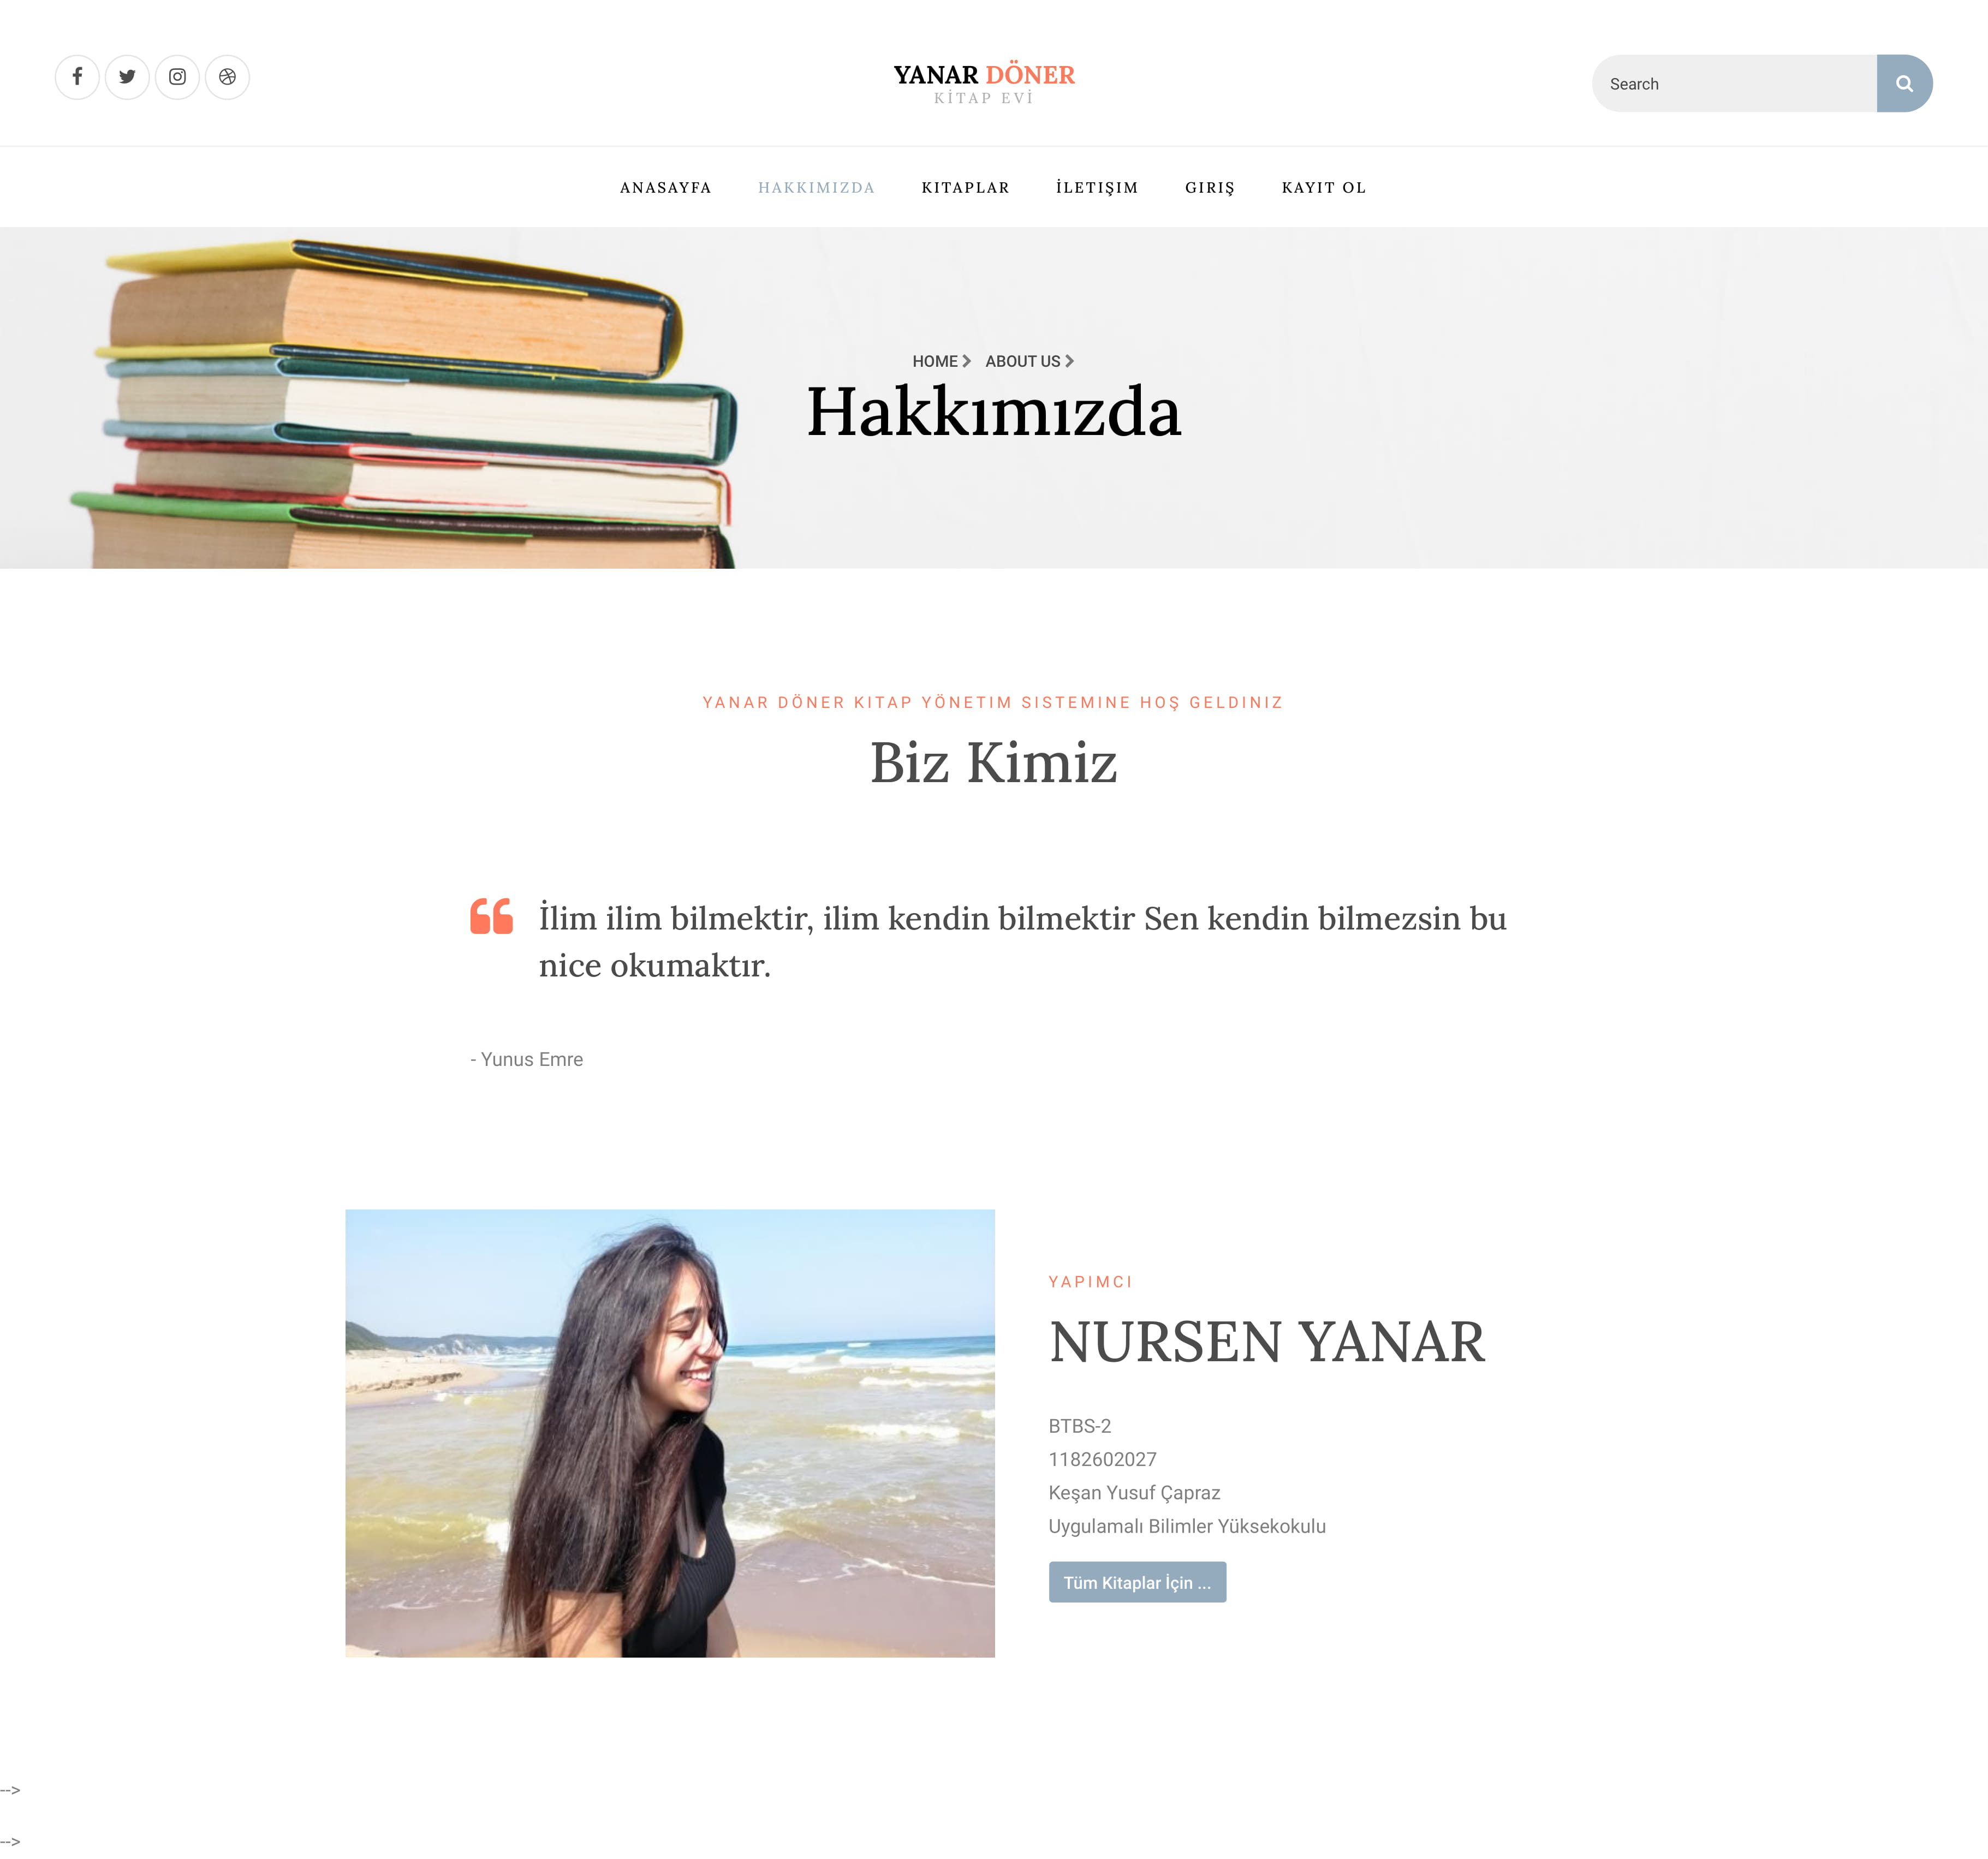 YANAR DÖNER
KİTAP EVİ
Search
ANASAYFA HAKKIMIZDA KITAPLAR İLETIŞIM GIRIŞ KAYIT OL
HOME ABOUT US
Hakkımızda
YANAR DÖNER KITAP YÖNETIM SISTEMINE HOŞ GELDINIZ
Biz Kimiz
İlim ilim bilmektir, ilim kendin bilmektir Sen kendin bilmezsin bu
nice okumaktır.
- Yunus Emre
YAPIMCI
NURSEN YANAR
BTBS-2
1182602027
Keşan Yusuf Çapraz
Uygulamalı Bilimler Yüksekokulu
Tüm Kitaplar İçin ...
-->
-->